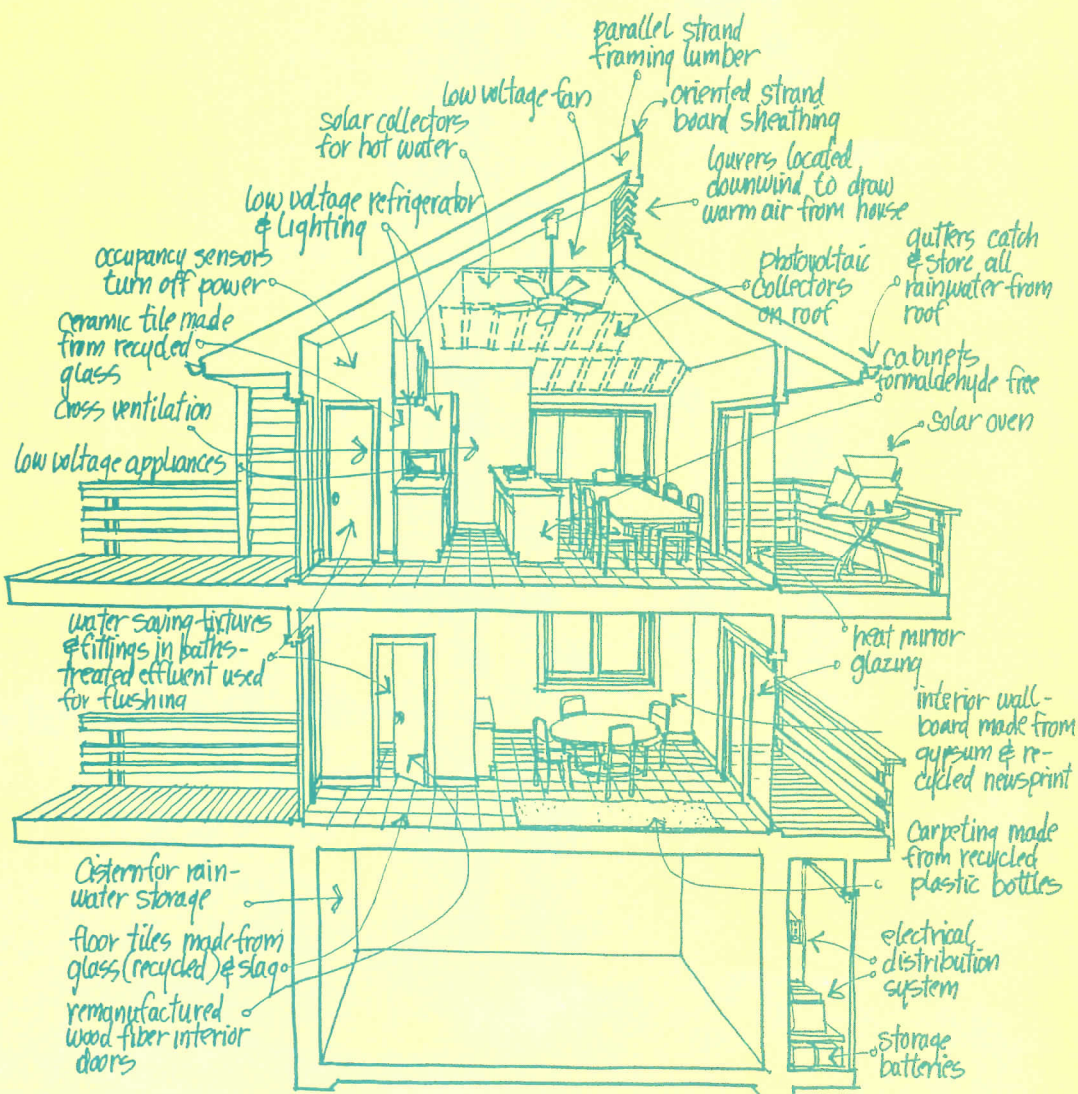 parallel strand
framing lumber
low voltage fan
oriented strand
board sheathing
solar collectors
for hot water
louvers located
downwind to draw
warm air from house
low voltage refrigerator
& lighting
gutters catch
& store all
rainwater from
roof
occupancy sensors
turn off power
photovoltaic
collectors
on roof
ceramic tile made
from recycled
glass
cabinets
formaldehyde free
cross ventilation
solar oven
low voltage appliances
water saving fixtures
& fittings in baths-
treated effluent used
for flushing
heat mirror
glazing
interior wall-
board made from
gypsum & re-
cycled newsprint
carpeting made
from recycled
plastic bottles
Cistern for rain-
water storage
floor tiles made from
glass (recycled) & slag
electrical
distribution
system
remanufactured
wood fiber interior
doors
storage
batteries